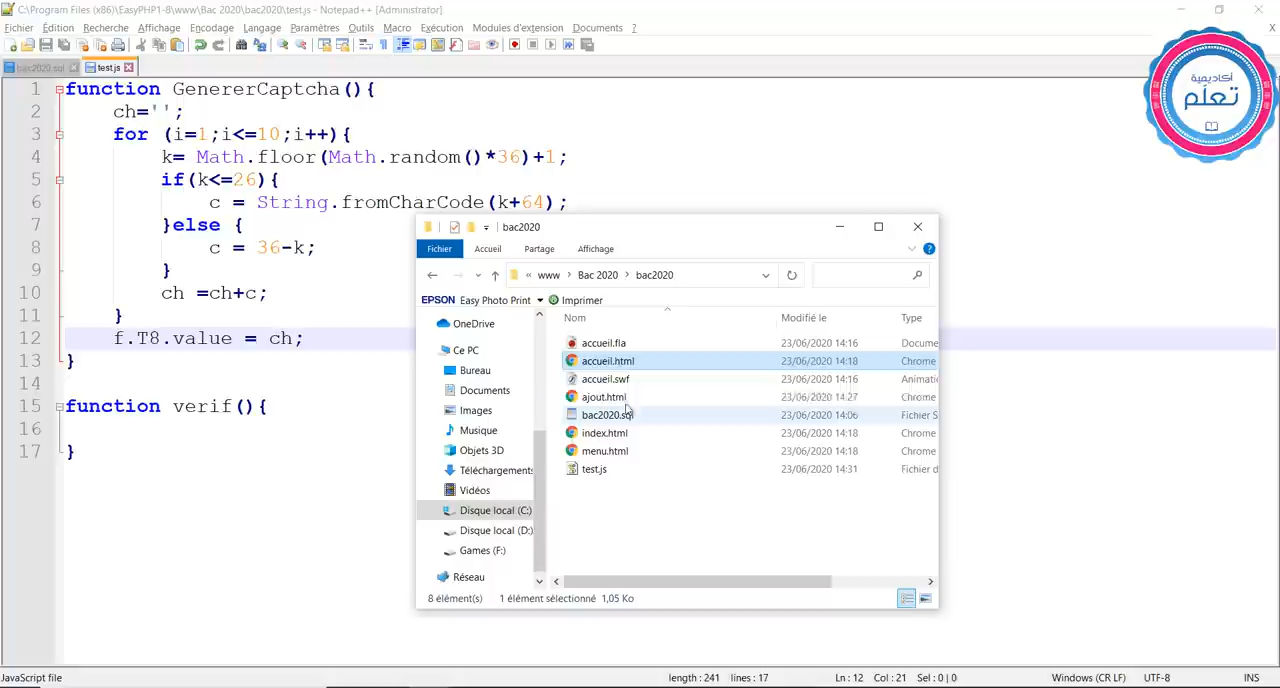 C:\Program Files (x86)\EasyPHP1-8\www\Bac 2020\bac2020\test.js - Notepad++ [Administrator]
Fichier Édition Recherche Affichage Encodage Langage Paramètres Outils Macro Exécution Modules d'extension Documents ? X
bac2020.sql test.js
1 function GenererCaptcha(){
2 ch='';
3 for (i=1;i<=10;i++){
4 k= Math.floor(Math.random()*36)+1;
5 if(k<=26){
6 c = String.fromCharCode(k+64);
7 }else {
8 c = 36-k;
9 }
10 ch =ch+c;
11 }
12 f.T8.value = ch;
13 }
14
15 function verif(){
16
17 }
أكاديمية
تعلّم
bac2020
Fichier Accueil Partage Affichage
« www > Bac 2020 > bac2020
EPSON Easy Photo Print Imprimer
Nom Modifié le Type
OneDrive
Ce PC
Bureau
Documents
Images
Musique
Objets 3D
Téléchargements
Vidéos
Disque local (C:)
Disque local (D:)
Games (F:)
Réseau
accueil.fla 23/06/2020 14:16 Docume
accueil.html 23/06/2020 14:18 Chrome
accueil.swf 23/06/2020 14:16 Animati
ajout.html 23/06/2020 14:27 Chrome
bac2020.sql 23/06/2020 14:06 Fichier S
index.html 23/06/2020 14:18 Chrome
menu.html 23/06/2020 14:18 Chrome
test.js 23/06/2020 14:31 Fichier d
8 élément(s) 1 élément sélectionné 1,05 Ko
JavaScript file length : 241 lines : 17 Ln : 12 Col : 21 Sel : 0 | 0 Windows (CR LF) UTF-8 INS